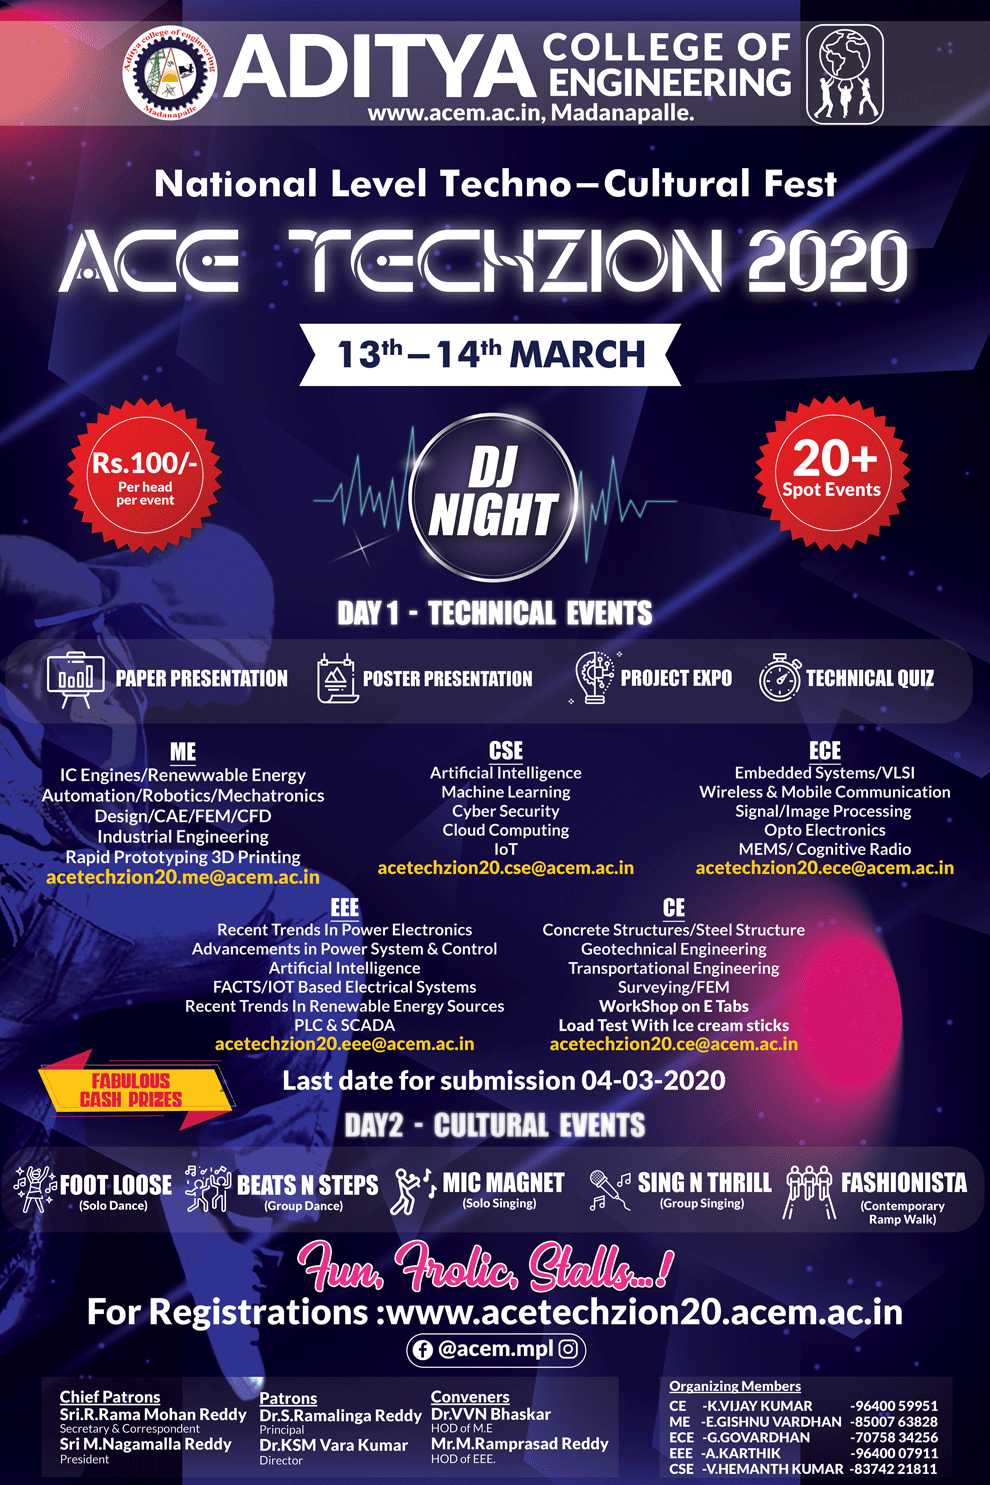 Aditya college of engineering
Madanapalle
ADITYA COLLEGE OF
ENGINEERING
www.acem.ac.in, Madanapalle.
National Level Techno–Cultural Fest
ACE TECHZION 2020
13th – 14th MARCH
Rs.100/-
Per head
per event
DJ
NIGHT
20+
Spot Events
DAY 1 - TECHNICAL EVENTS
PAPER PRESENTATION
POSTER PRESENTATION
PROJECT EXPO
TECHNICAL QUIZ
ME
IC Engines/Renewwable Energy
Automation/Robotics/Mechatronics
Design/CAE/FEM/CFD
Industrial Engineering
Rapid Prototyping 3D Printing
acetechzion20.me@acem.ac.in
CSE
Artificial Intelligence
Machine Learning
Cyber Security
Cloud Computing
IoT
acetechzion20.cse@acem.ac.in
ECE
Embedded Systems/VLSI
Wireless & Mobile Communication
Signal/Image Processing
Opto Electronics
MEMS/ Cognitive Radio
acetechzion20.ece@acem.ac.in
EEE
Recent Trends In Power Electronics
Advancements in Power System & Control
Artificial Intelligence
FACTS/IOT Based Electrical Systems
Recent Trends In Renewable Energy Sources
PLC & SCADA
acetechzion20.eee@acem.ac.in
CE
Concrete Structures/Steel Structure
Geotechnical Engineering
Transportational Engineering
Surveying/FEM
WorkShop on E Tabs
Load Test With Ice cream sticks
acetechzion20.ce@acem.ac.in
FABULOUS
CASH PRIZES
Last date for submission 04-03-2020
DAY2 - CULTURAL EVENTS
FOOT LOOSE
(Solo Dance)
BEATS N STEPS
(Group Dance)
MIC MAGNET
(Solo Singing)
SING N THRILL
(Group Singing)
FASHIONISTA
(Contemporary
Ramp Walk)
Fun, Frolic, Stalls...!
For Registrations :www.acetechzion20.acem.ac.in
@acem.mpl
Chief Patrons
Sri.R.Rama Mohan Reddy
Secretary & Correspondent
Sri M.Nagamalla Reddy
President
Patrons
Dr.S.Ramalinga Reddy
Principal
Dr.KSM Vara Kumar
Director
Conveners
Dr.VVN Bhaskar
HOD of M.E
Mr.M.Ramprasad Reddy
HOD of EEE.
Organizing Members
CE -K.VIJAY KUMAR -96400 59951
ME -E.GISHNU VARDHAN -85007 63828
ECE -G.GOVARDHAN -70758 34256
EEE -A.KARTHIK -96400 07911
CSE -V.HEMANTH KUMAR -83742 21811